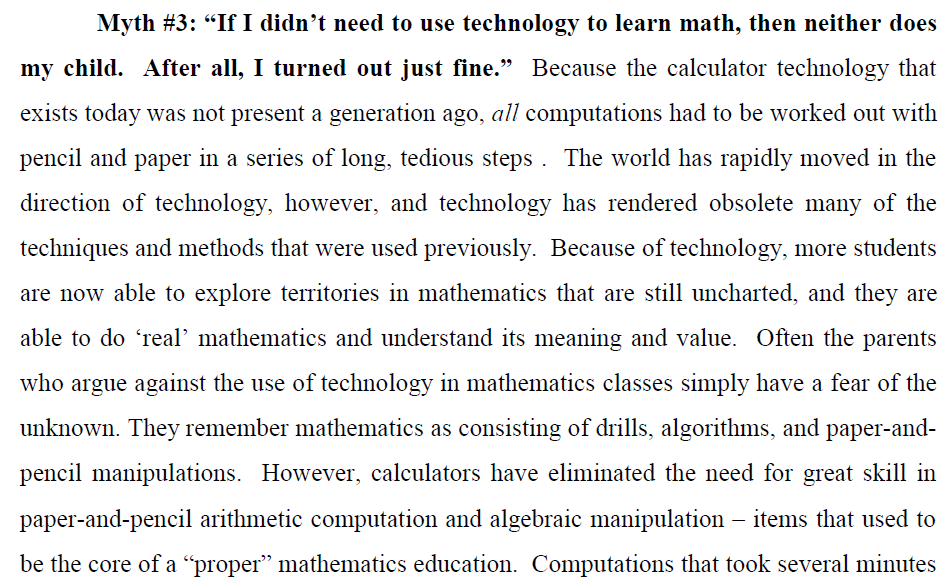 Myth #3: “If I didn’t need to use technology to learn math, then neither does
my child.  After all, I turned out just fine.”  Because the calculator technology that
exists today was not present a generation ago, all computations had to be worked out with
pencil and paper in a series of long, tedious steps .  The world has rapidly moved in the
direction of technology, however, and technology has rendered obsolete many of the
techniques and methods that were used previously.  Because of technology, more students
are now able to explore territories in mathematics that are still uncharted, and they are
able to do ‘real’ mathematics and understand its meaning and value.  Often the parents
who argue against the use of technology in mathematics classes simply have a fear of the
unknown. They remember mathematics as consisting of drills, algorithms, and paper-and-
pencil manipulations.  However, calculators have eliminated the need for great skill in
paper-and-pencil arithmetic computation and algebraic manipulation – items that used to
be the core of a “proper” mathematics education.  Computations that took several minutes